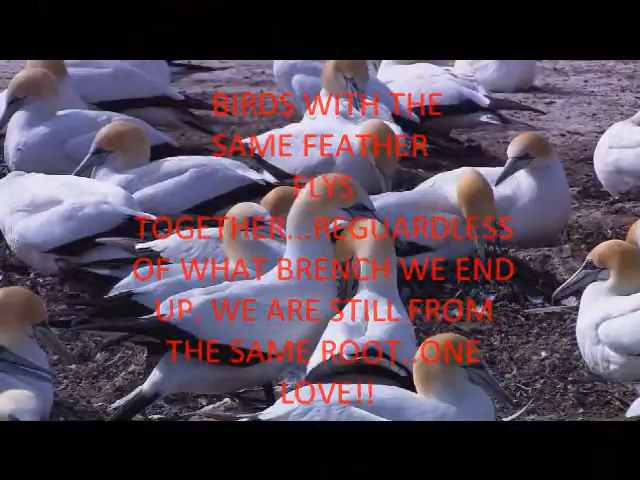 BIRDS WITH THE
SAME FEATHER
FLYS
TOGETHER...REGUARDLESS
OF WHAT BRENCH WE END
UP, WE ARE STILL FROM
THE SAME ROOT..ONE
LOVE!!